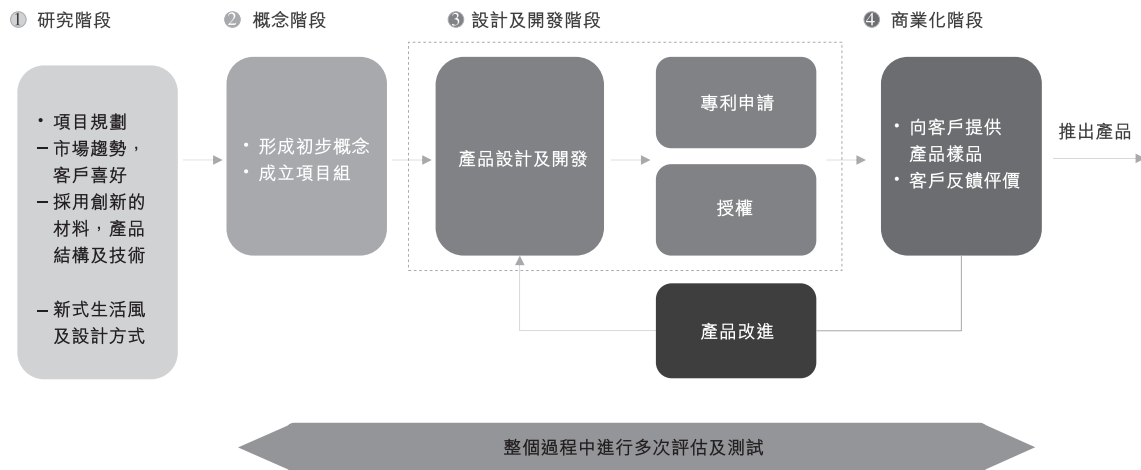 ① 研究階段
② 概念階段
③ 設計及開發階段
④ 商業化階段
• 項目規劃
– 市場趨勢，
客戶喜好
– 採用創新的
材料，產品
結構及技術
– 新式生活風
及設計方式
• 形成初步概念
• 成立項目組
產品設計及開發
專利申請
授權
• 向客戶提供
產品樣品
• 客戶反饋評價
推出產品
產品改進
整個過程中進行多次評估及測試